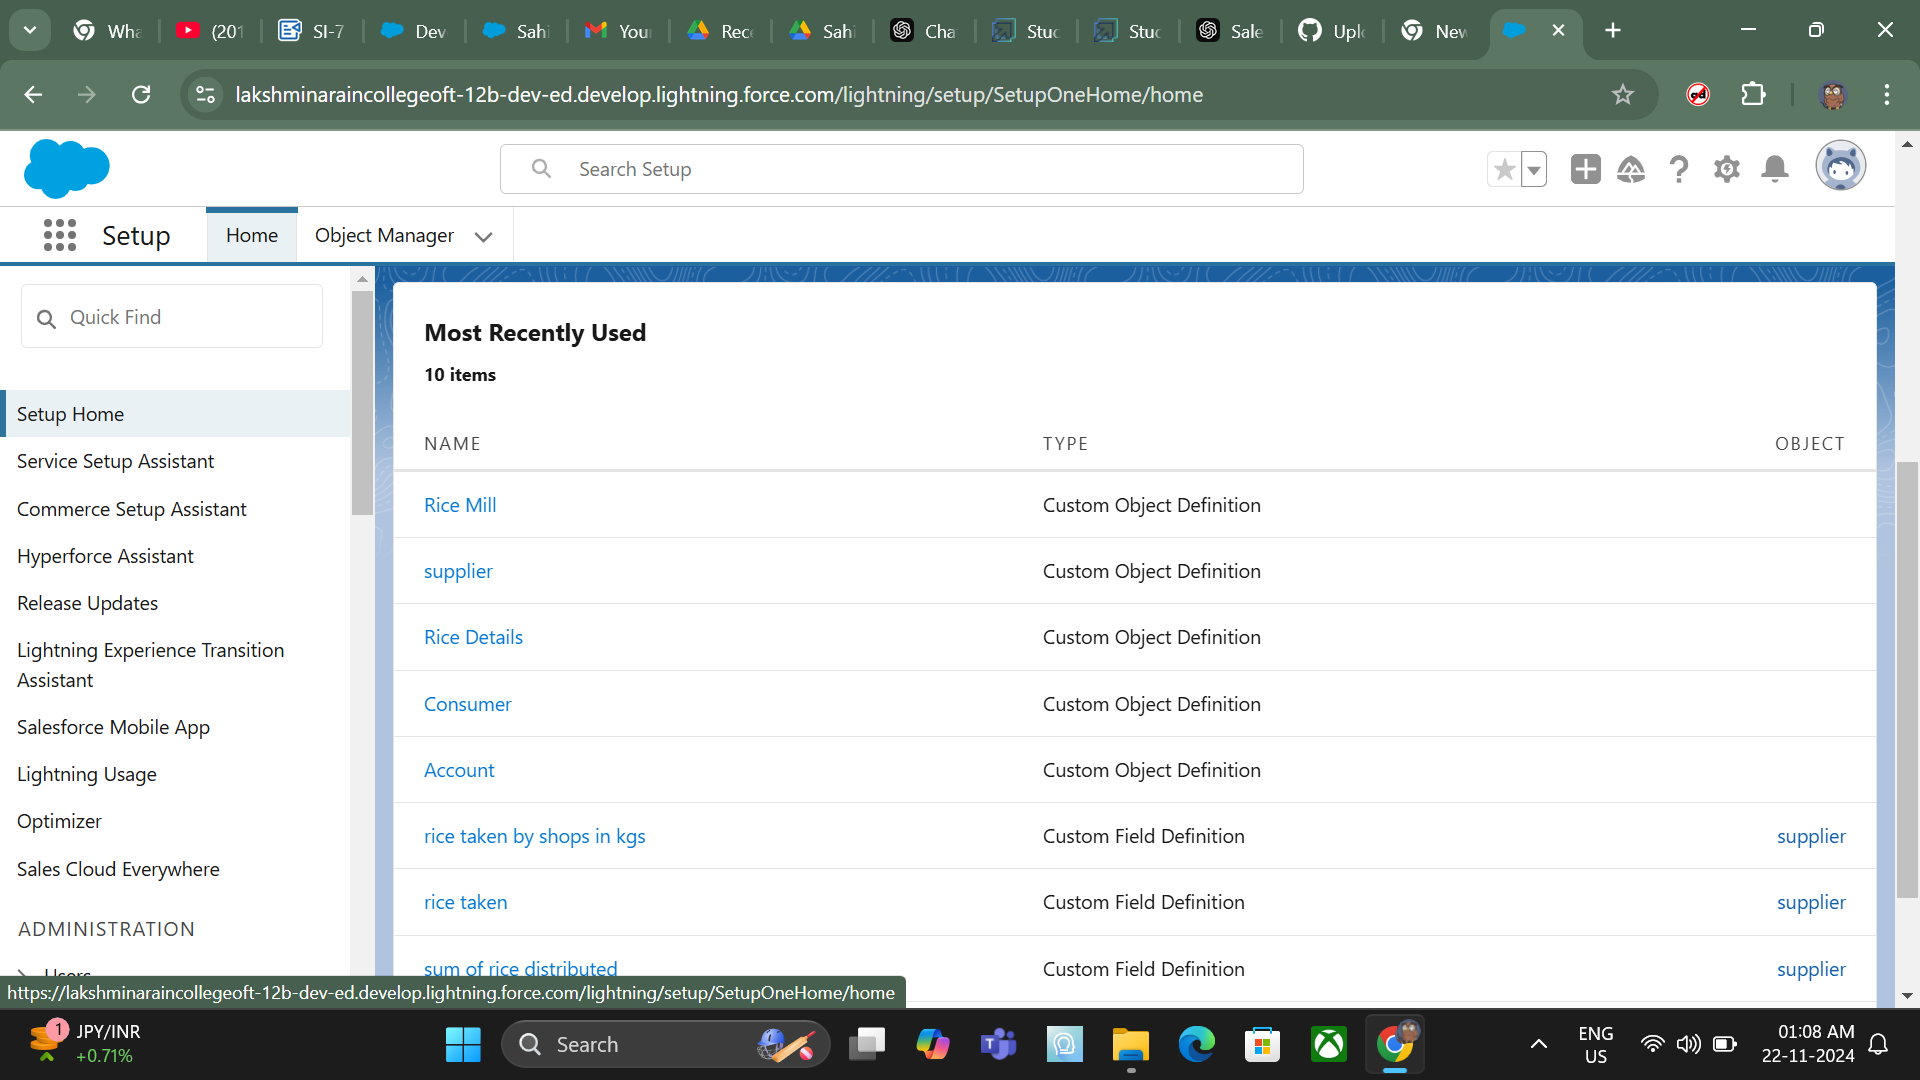 Wha
(201
SI-7
Dev
Sahi
You
Rec
Sahi
Cha
Stuc
Stuc
Sale
Uplo
New
lakshminaraincollegeoft-12b-dev-ed.develop.lightning.force.com/lightning/setup/SetupOneHome/home
Search Setup
Setup
Home
Object Manager
Quick Find
Setup Home
Service Setup Assistant
Commerce Setup Assistant
Hyperforce Assistant
Release Updates
Lightning Experience Transition
Assistant
Salesforce Mobile App
Lightning Usage
Optimizer
Sales Cloud Everywhere
ADMINISTRATION
Users
Most Recently Used
10 items
NAME TYPE OBJECT
Rice Mill Custom Object Definition
supplier Custom Object Definition
Rice Details Custom Object Definition
Consumer Custom Object Definition
Account Custom Object Definition
rice taken by shops in kgs Custom Field Definition supplier
rice taken Custom Field Definition supplier
sum of rice distributed Custom Field Definition supplier
https://lakshminaraincollegeoft-12b-dev-ed.develop.lightning.force.com/lightning/setup/SetupOneHome/home
1
JPY/INR
+0.71%
Search
ENG
US
01:08 AM
22-11-2024